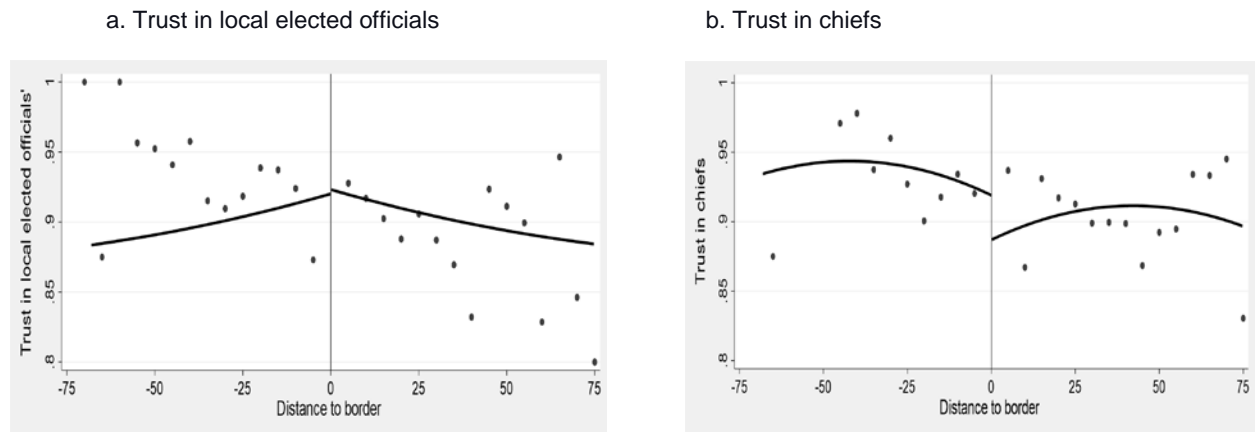 a. Trust in local elected officials
b. Trust in chiefs
Trust in local elected officials'
1
.95
.9
.85
.8
-75 -50 -25 0 25 50 75
Distance to border
Trust in chiefs
1
.95
.9
.85
.8
-75 -50 -25 0 25 50 75
Distance to border